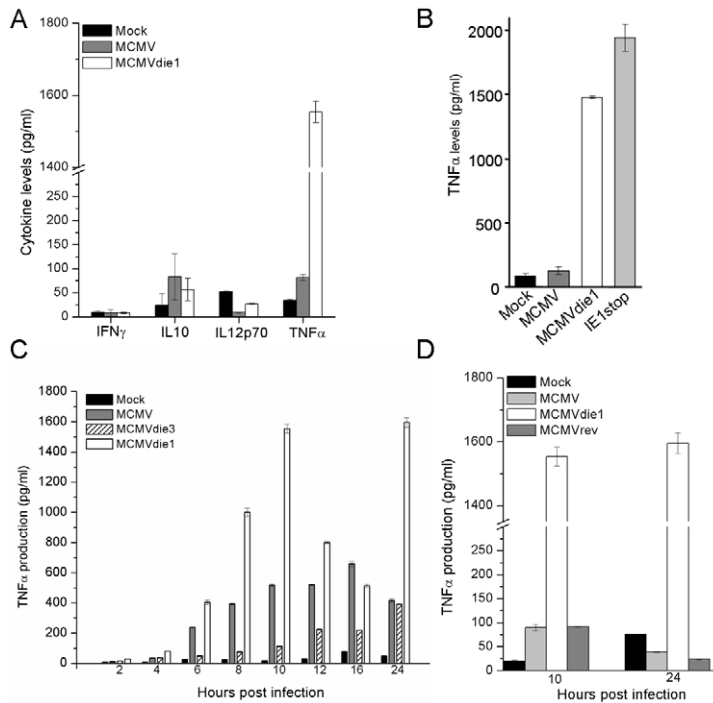 A
Mock
MCMV
MCMVdie1
Cytokine levels (pg/ml)
1800
1600
1400
250
200
150
100
50
0
IFNγ IL10 IL12p70 TNFα
B
TNFα levels (pg/ml)
2000
1500
1000
500
0
Mock
MCMV
MCMVdie1
IE1stop
C
Mock
MCMV
MCMVdie3
MCMVdie1
TNFα production (pg/ml)
1800
1600
1400
1200
1000
800
600
400
200
0
2 4 6 8 10 12 16 24
Hours post infection
D
Mock
MCMV
MCMVdie1
MCMVrev
TNFα production (pg/ml)
1800
1600
1400
250
200
150
100
50
0
10 24
Hours post infection